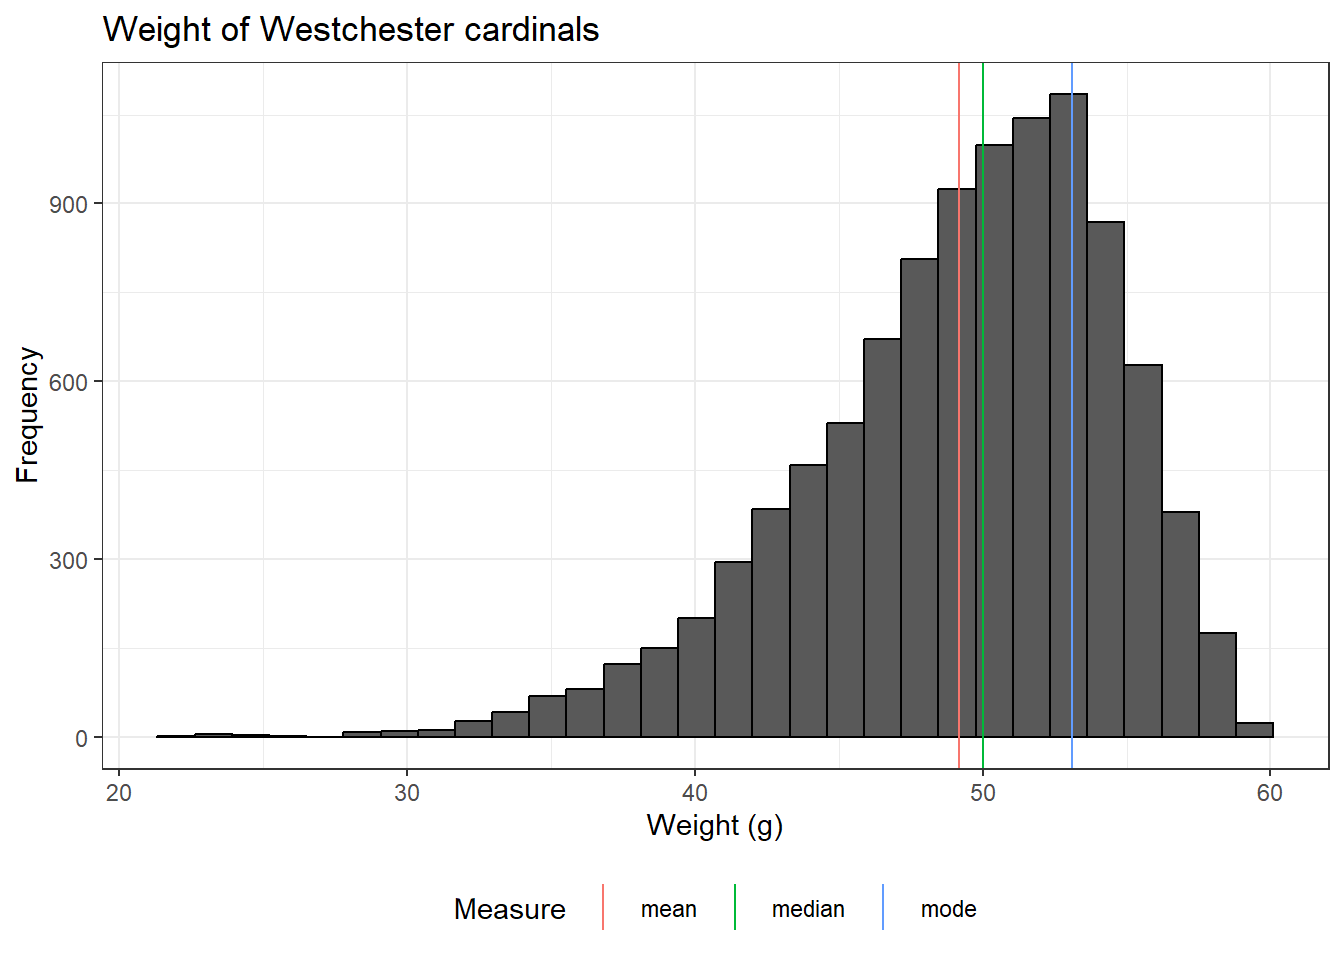 Weight of Westchester cardinals
Frequency
900
600
300
0
20 30 40 50 60
Weight (g)
Measure mean median mode